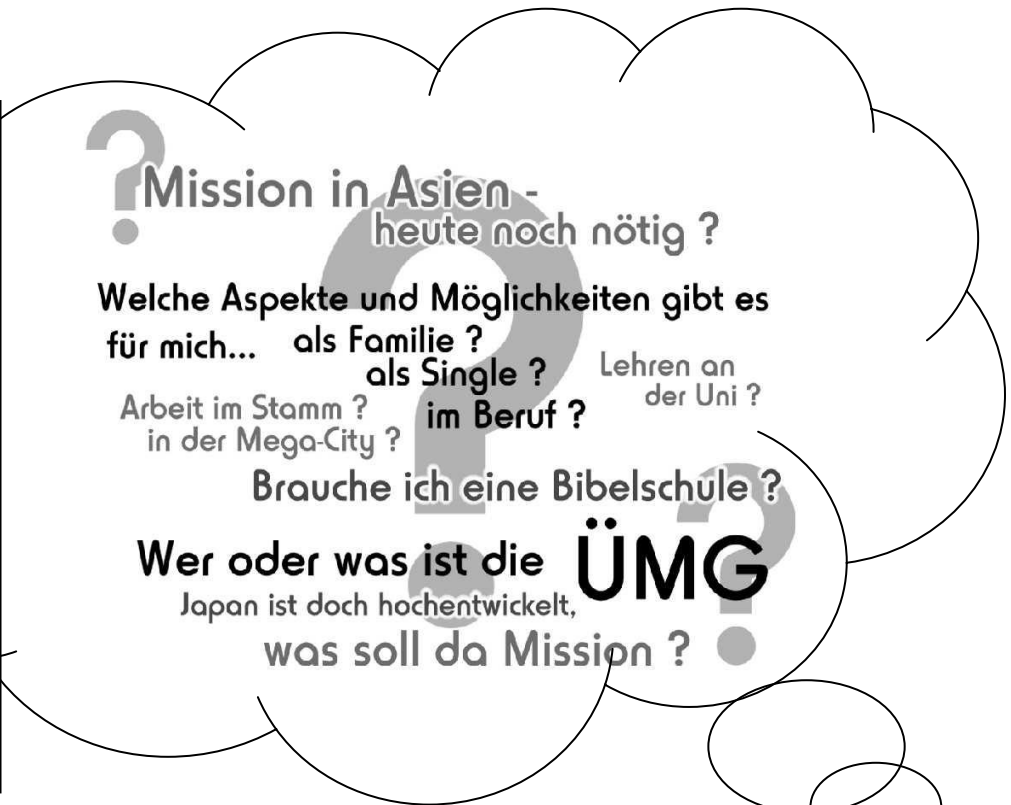 Mission in Asien -
heute noch nötig ?
Welche Aspekte und Möglichkeiten gibt es
für mich... als Familie ?
als Single ?
Lehren an
der Uni ?
Arbeit im Stamm ?
in der Mega-City ?
im Beruf ?
Brauche ich eine Bibelschule ?
Wer oder was ist die ÜMG
Japan ist doch hochentwickelt,
was soll da Mission ?